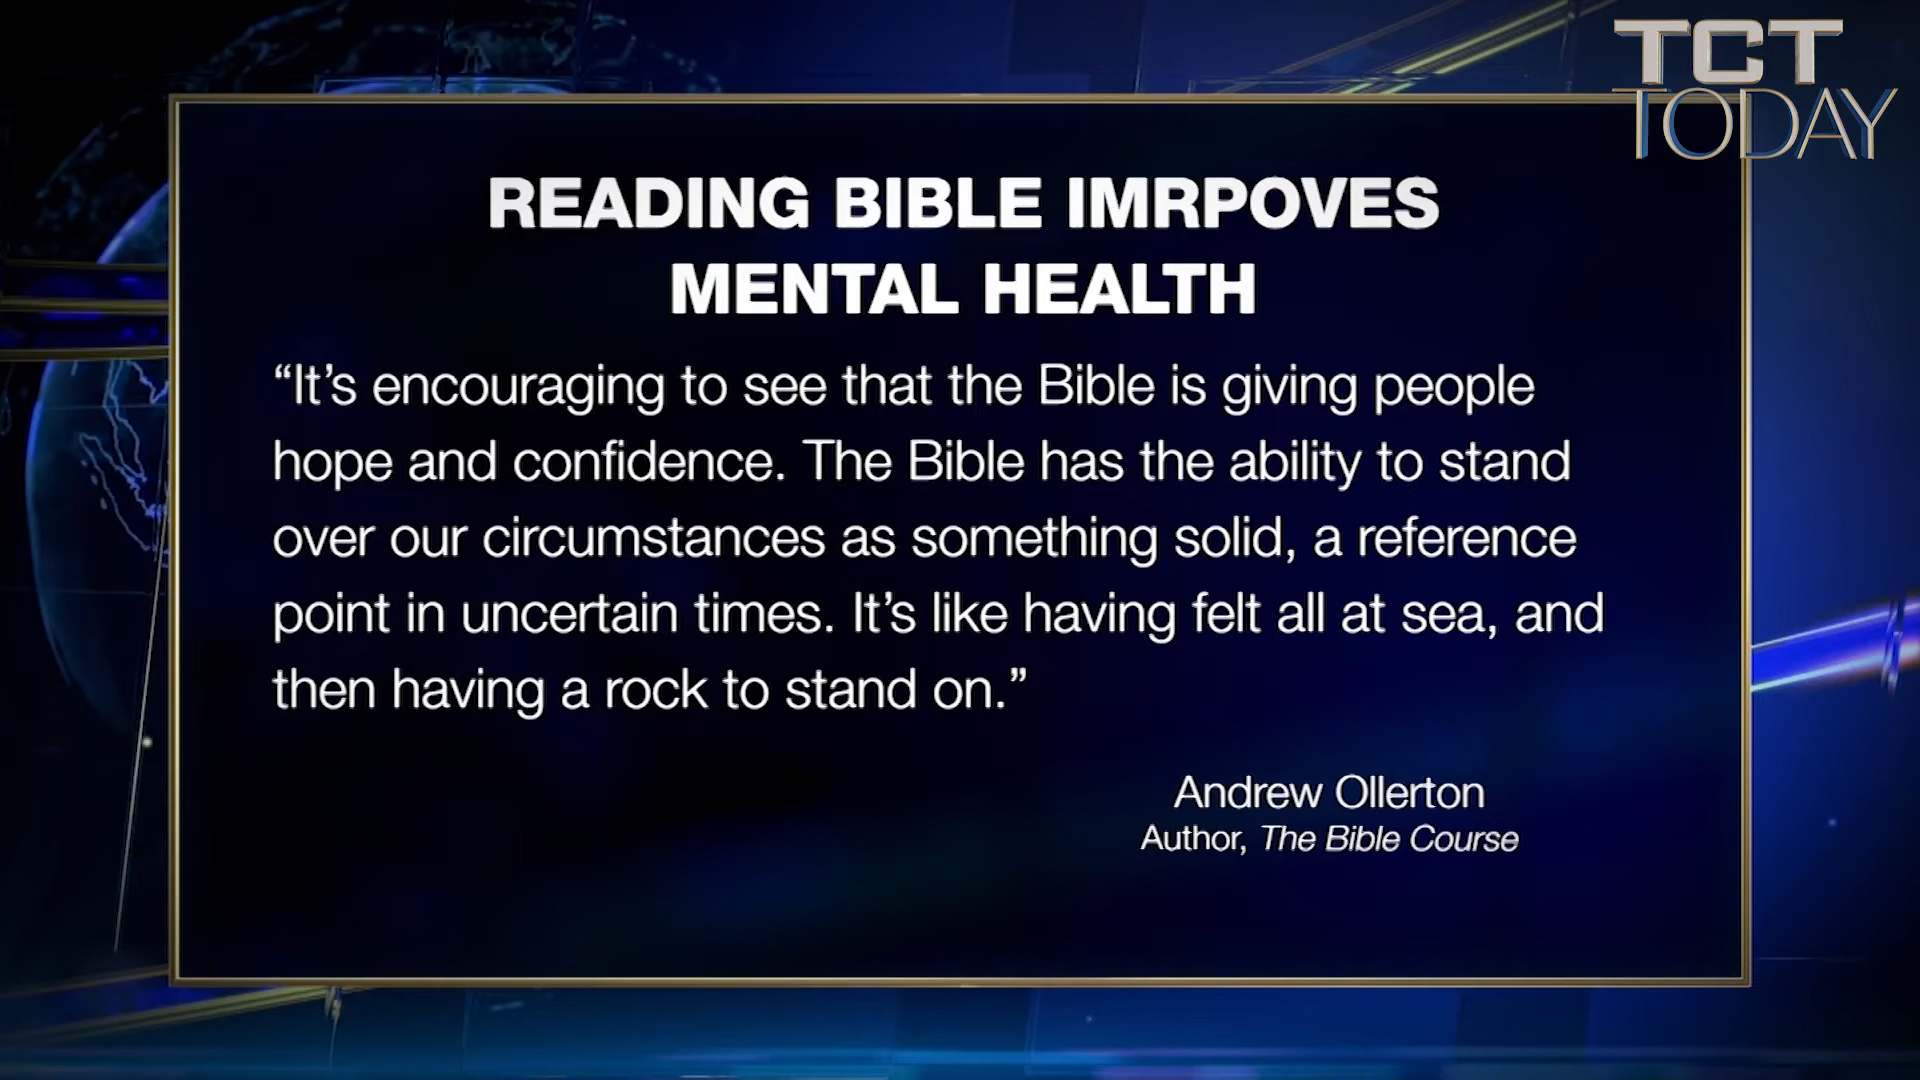 TCT
TODAY
READING BIBLE IMRPOVES
MENTAL HEALTH
“It’s encouraging to see that the Bible is giving people
hope and confidence. The Bible has the ability to stand
over our circumstances as something solid, a reference
point in uncertain times. It’s like having felt all at sea, and
then having a rock to stand on.”
Andrew Ollerton
Author, The Bible Course